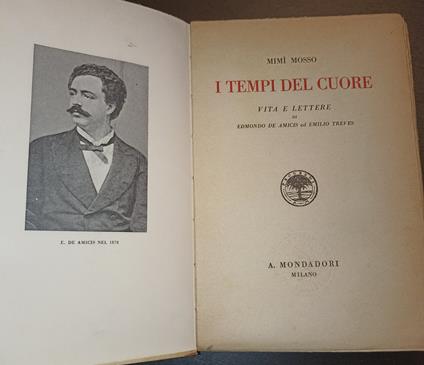 E. DE AMICIS NEL 1878
MIMÌ MOSSO
I TEMPI DEL CUORE
VITA E LETTERE
DI
EDMONDO DE AMICIS ed EMILIO TREVES
A. MONDADORI
MILANO